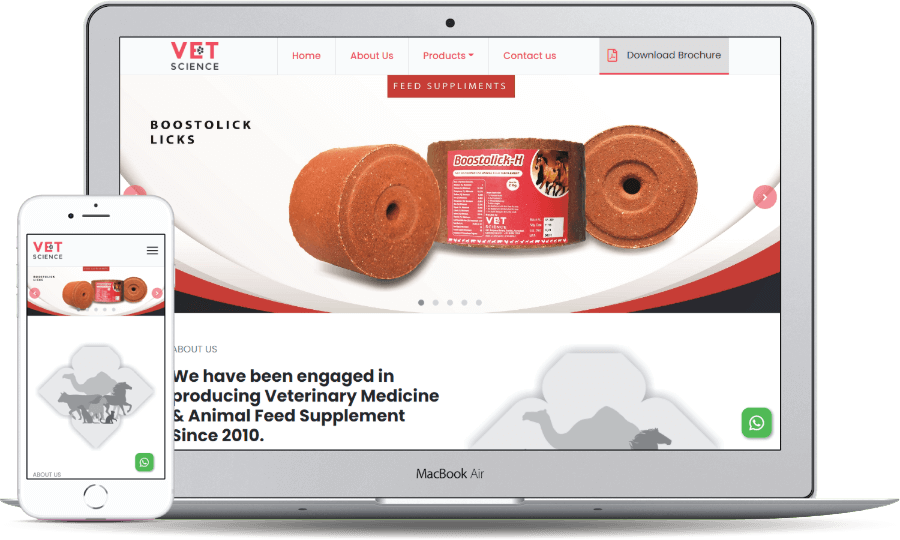 VET
SCIENCE
Home
About Us
Products
Contact us
Download Brochure
FEED SUPPLIMENTS
BOOSTOLICK
LICKS
Boostolick-H
VET
ABOUT US
We have been engaged in
producing Veterinary Medicine
& Animal Feed Supplement
Since 2010.
MacBook Air
VET
SCIENCE
BOOSTOLICK
LICKS
ABOUT US